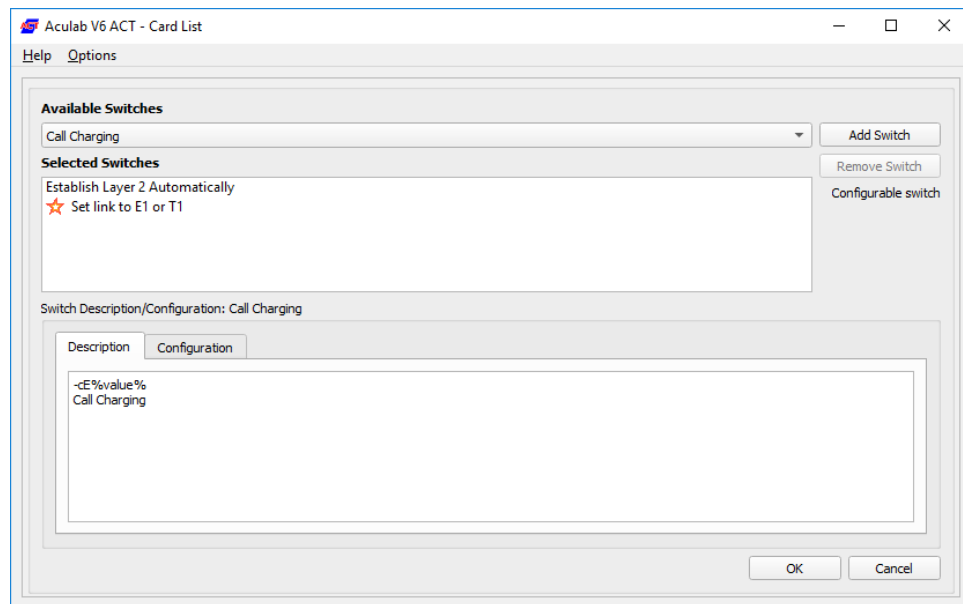 Aculab V6 ACT - Card List
Help Options
Available Switches
Call Charging
Add Switch
Selected Switches
Remove Switch
Establish Layer 2 Automatically
Configurable switch
Set link to E1 or T1
Switch Description/Configuration: Call Charging
Description Configuration
-cE%value%
Call Charging
OK Cancel